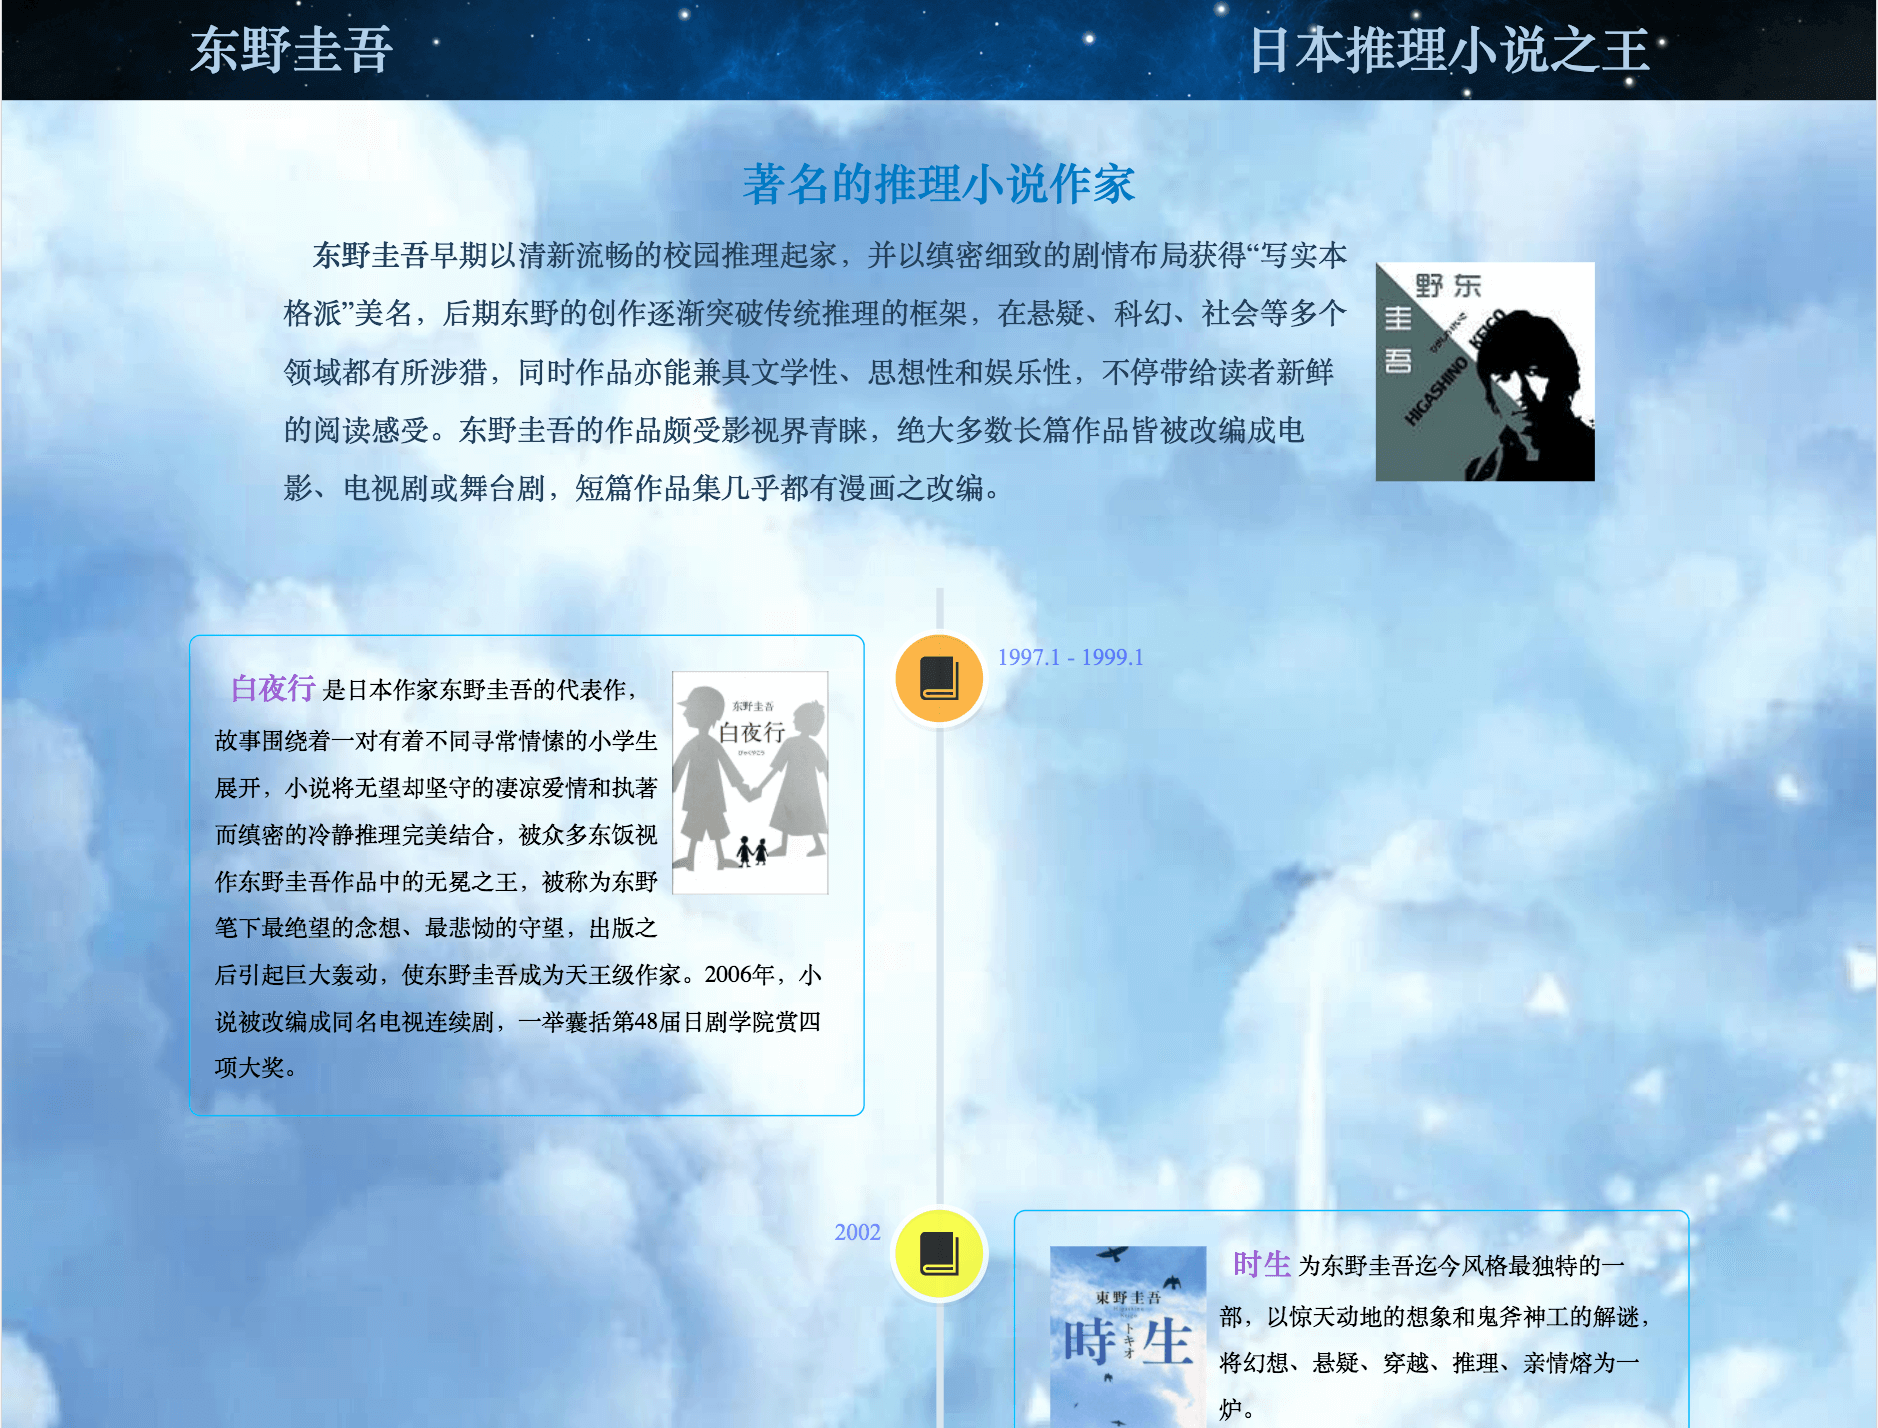 东野圭吾
日本推理小说之王
著名的推理小说作家
东野圭吾早期以清新流畅的校园推理起家，并以缜密细致的剧情布局获得“写实本
格派”美名，后期东野的创作逐渐突破传统推理的框架，在悬疑、科幻、社会等多个
领域都有所涉猎，同时作品亦能兼具文学性、思想性和娱乐性，不停带给读者新鲜
的阅读感受。东野圭吾的作品颇受影视界青睐，绝大多数长篇作品皆被改编成电
影、电视剧或舞台剧，短篇作品集几乎都有漫画之改编。
野东
圭
吾
HIGASHINO KEIGO
1997.1 - 1999.1
白夜行 是日本作家东野圭吾的代表作，
故事围绕着一对有着不同寻常情愫的小学生
展开，小说将无望却坚守的凄凉爱情和执著
而缜密的冷静推理完美结合，被众多东饭视
作东野圭吾作品中的无冕之王，被称为东野
笔下最绝望的念想、最悲恸的守望，出版之
后引起巨大轰动，使东野圭吾成为天王级作家。2006年，小
说被改编成同名电视连续剧，一举囊括第48届日剧学院赏四
项大奖。
东野圭吾
白夜行
びゃくやこう
2002
東野圭吾
時生
トキオ
时生 为东野圭吾迄今风格最独特的一
部，以惊天动地的想象和鬼斧神工的解谜，
将幻想、悬疑、穿越、推理、亲情熔为一
炉。